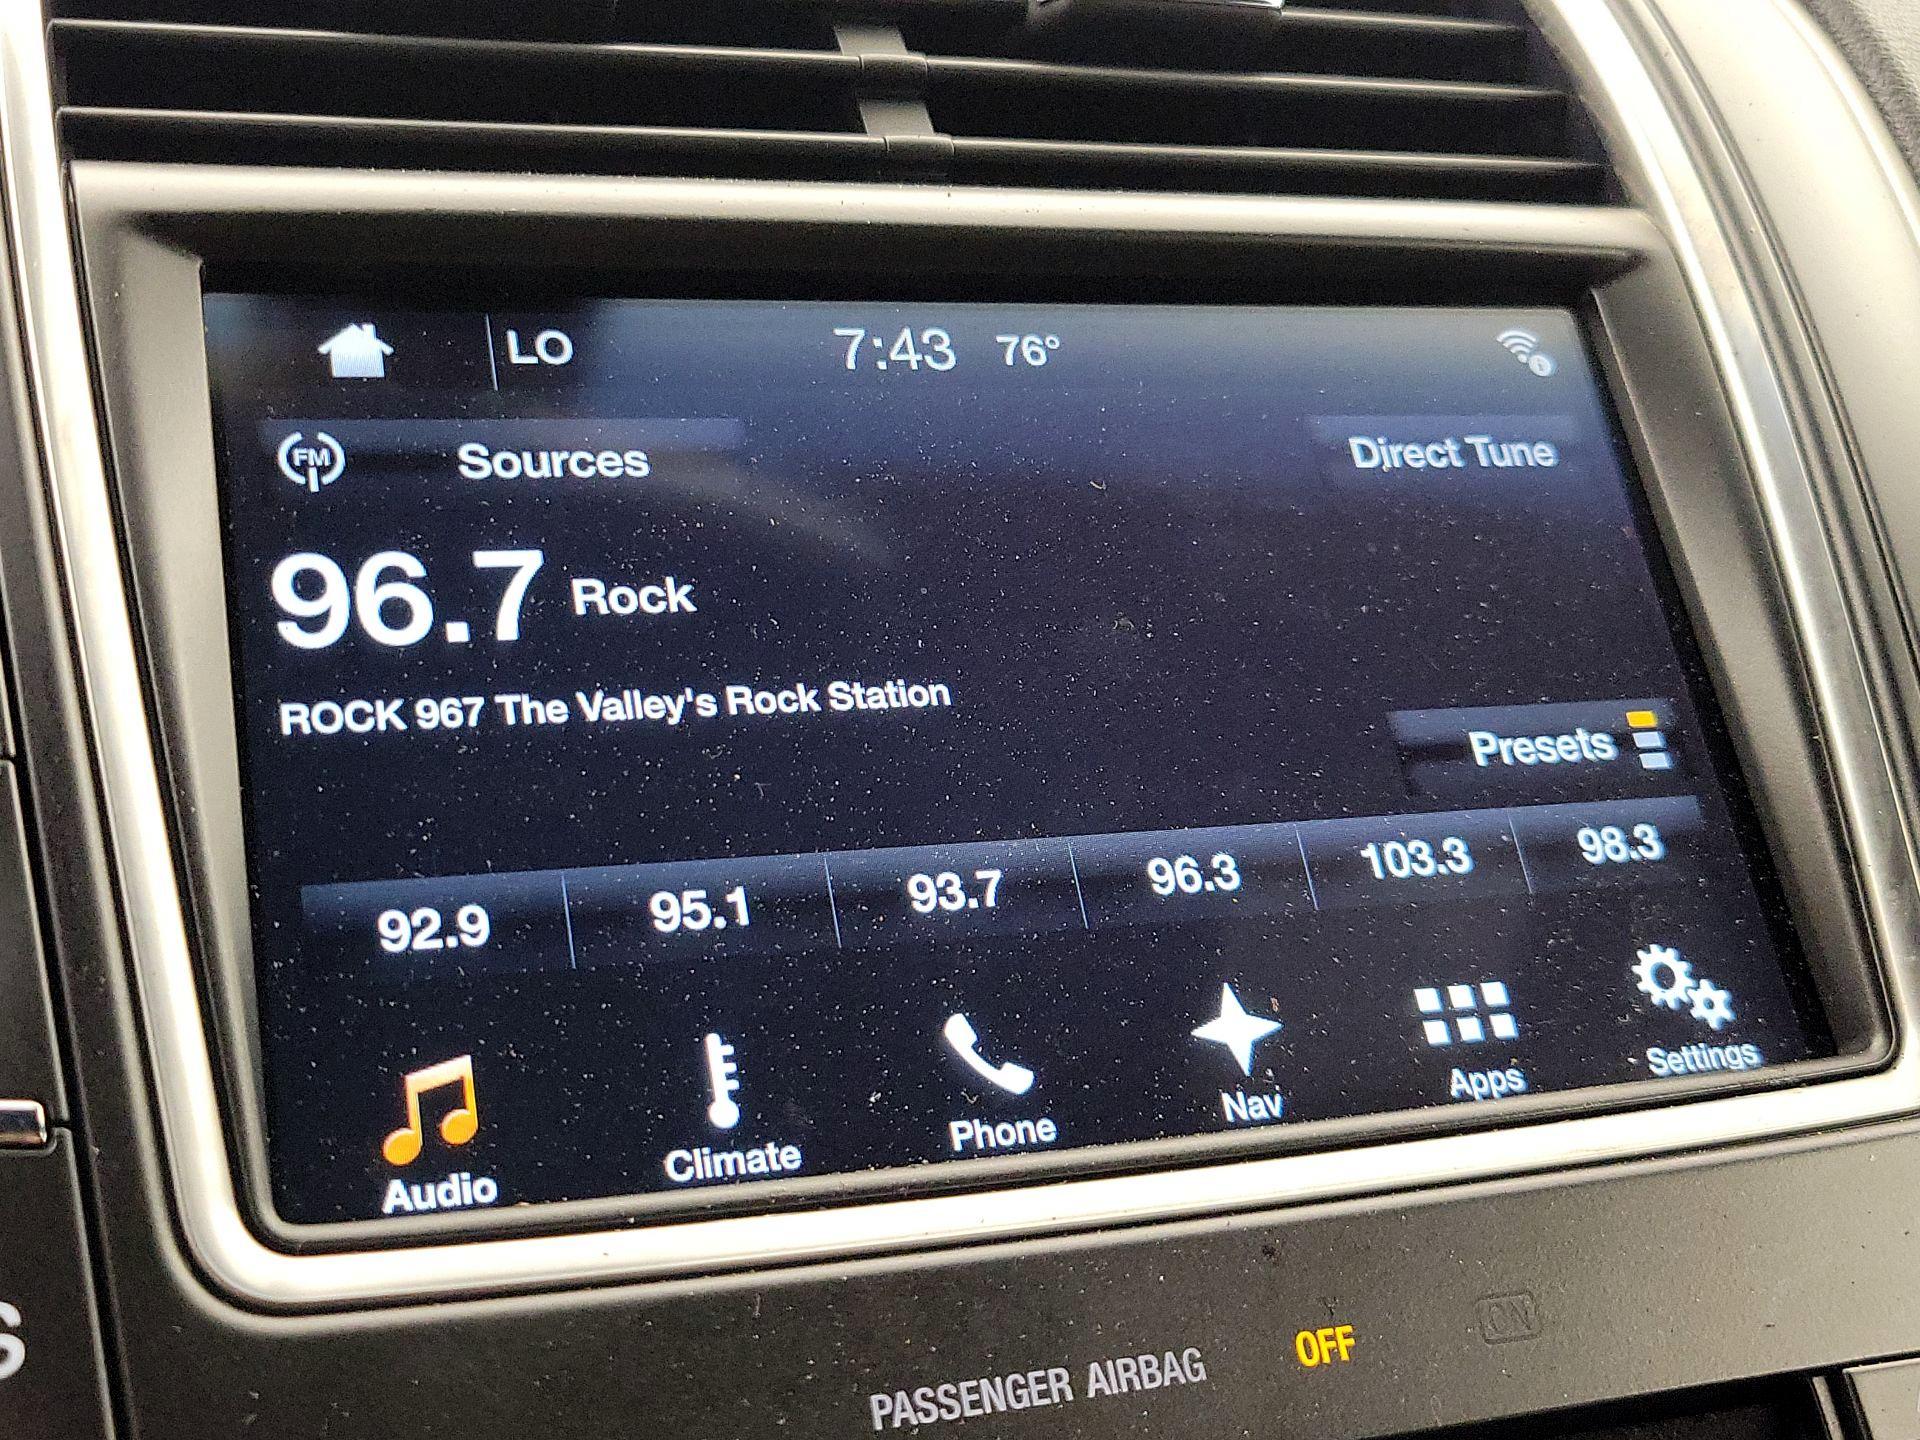 LO 7:43 76°
FM Sources Direct Tune
96.7 Rock
ROCK 967 The Valley's Rock Station
Presets
92.9 95.1 93.7 96.3 103.3 98.3
Audio Climate Phone Nav Apps Settings
PASSENGER AIRBAG OFF ON
S